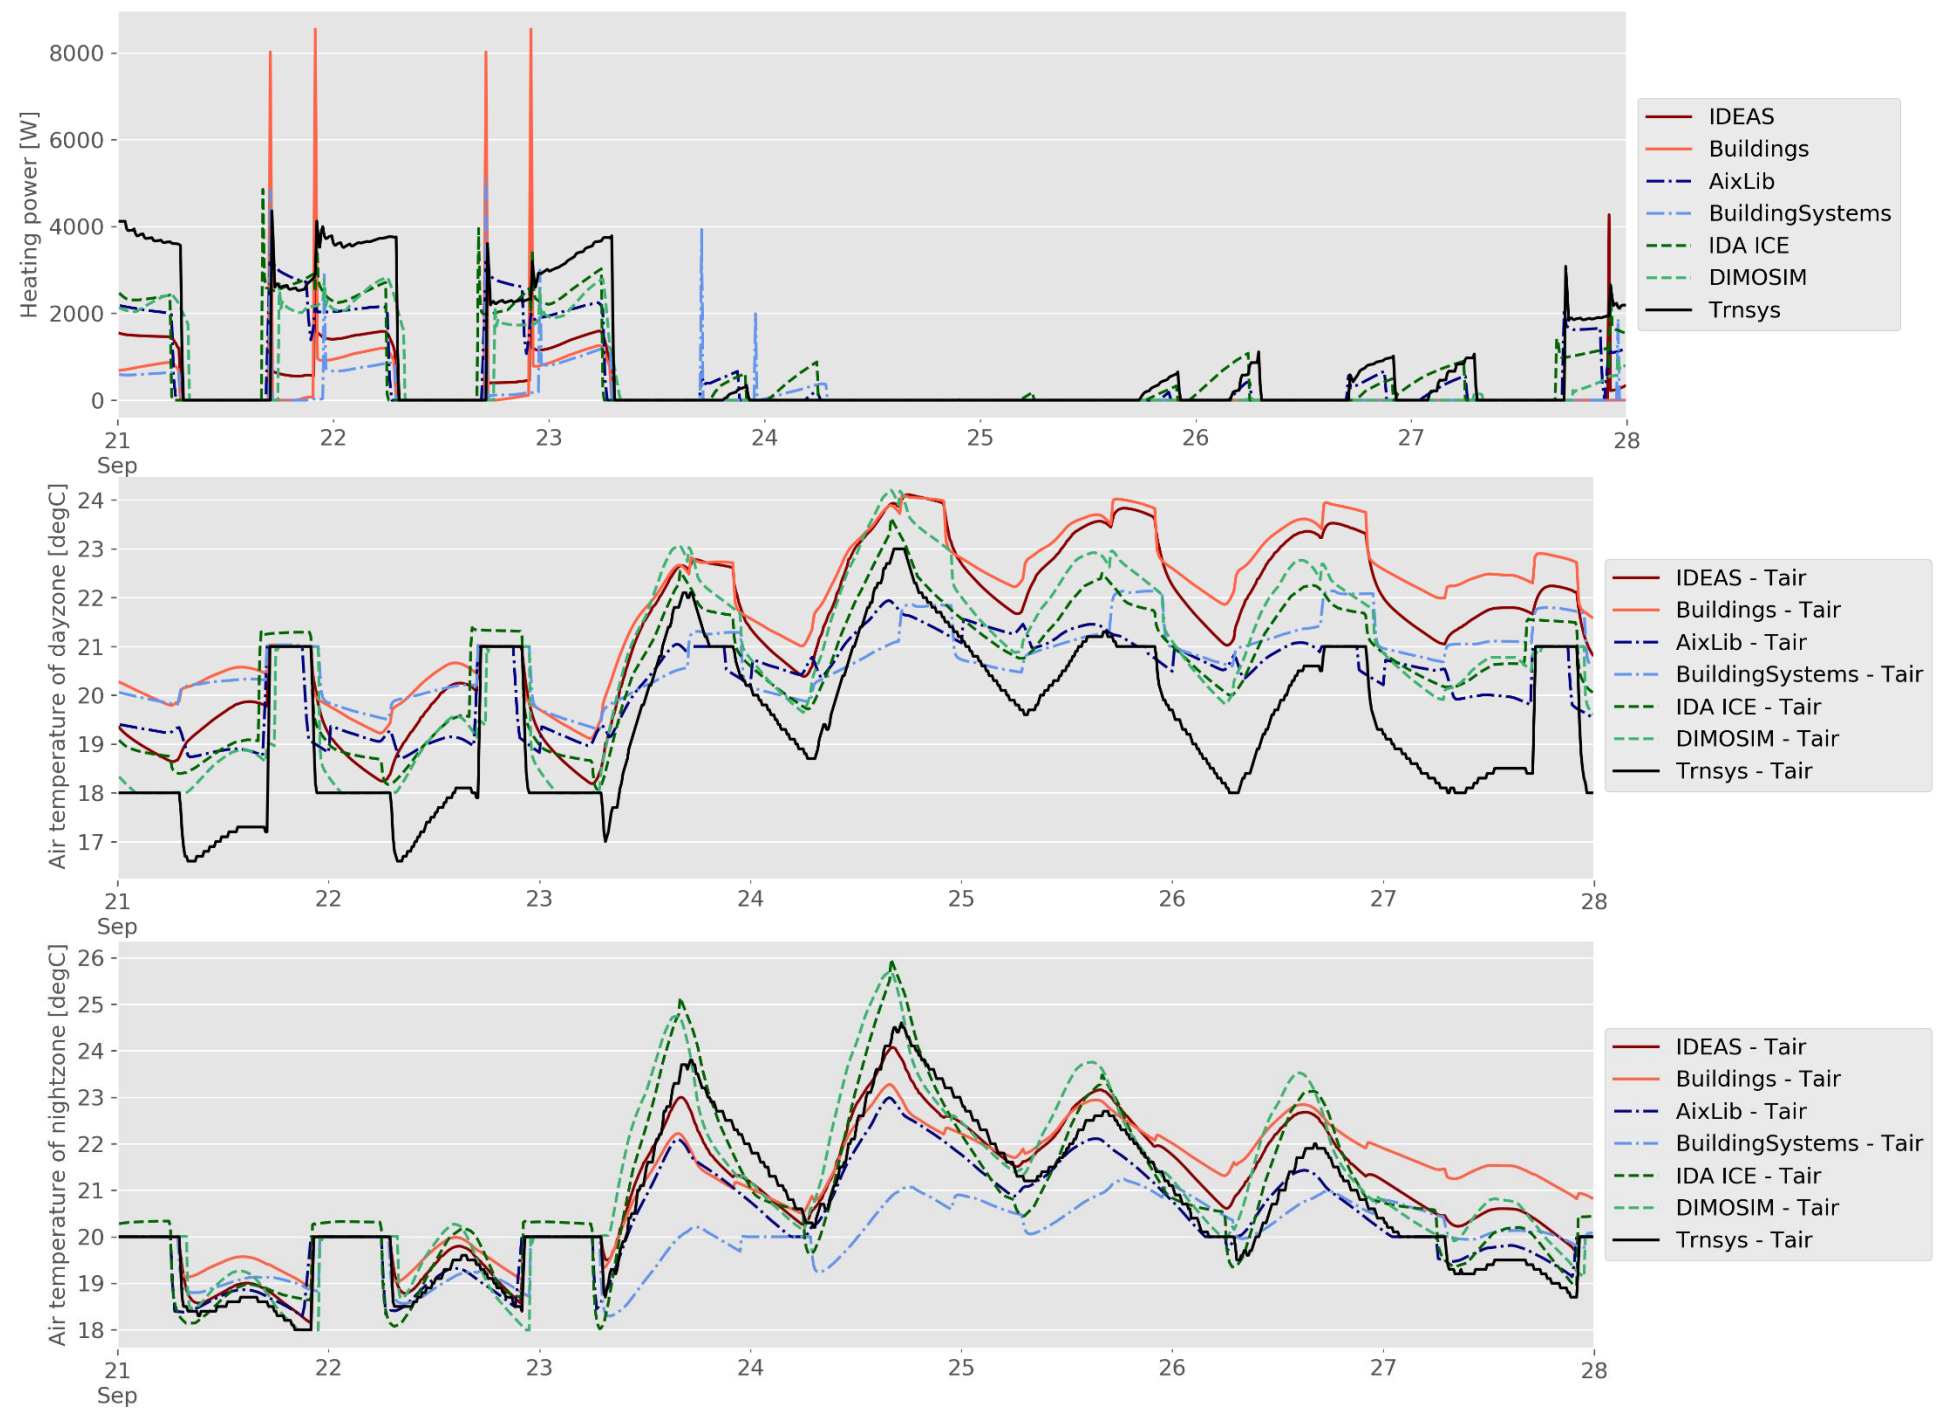 Heating power [W]
8000
6000
4000
2000
0
21
22
23
24
25
26
27
28
Sep
IDEAS
Buildings
AixLib
BuildingSystems
IDA ICE
DIMOSIM
Trnsys
Air temperature of dayzone [degC]
24
23
22
21
20
19
18
17
21
22
23
24
25
26
27
28
Sep
IDEAS - Tair
Buildings - Tair
AixLib - Tair
BuildingSystems - Tair
IDA ICE - Tair
DIMOSIM - Tair
Trnsys - Tair
Air temperature of nightzone [degC]
26
25
24
23
22
21
20
19
18
21
22
23
24
25
26
27
28
Sep
IDEAS - Tair
Buildings - Tair
AixLib - Tair
BuildingSystems - Tair
IDA ICE - Tair
DIMOSIM - Tair
Trnsys - Tair